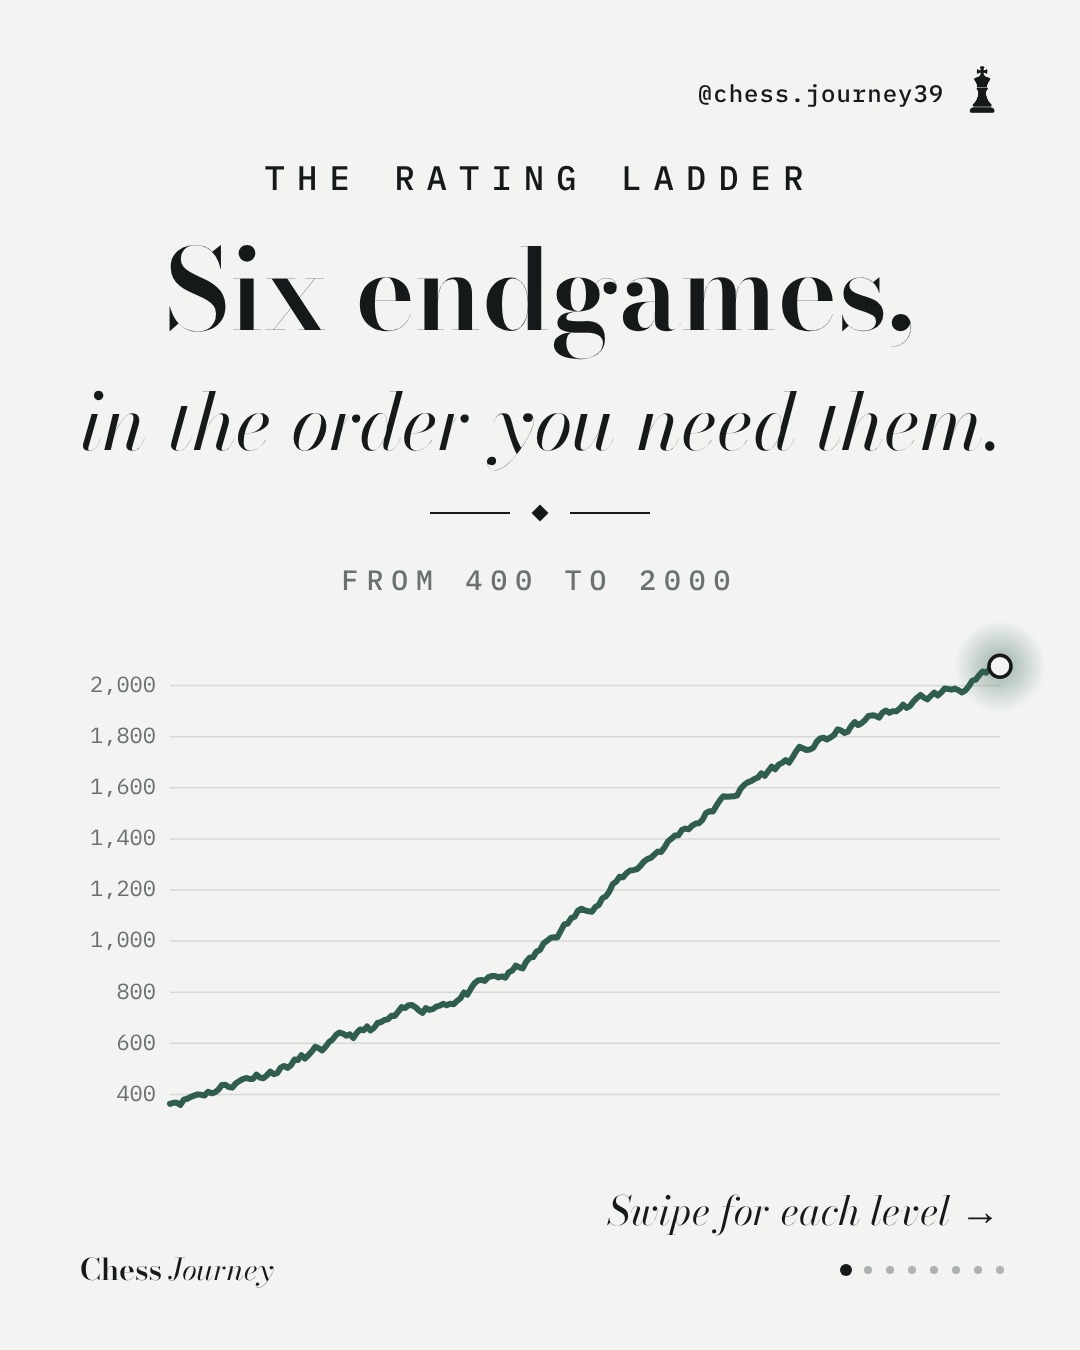 @chess.journey39
THE RATING LADDER
Six endgames,
in the order you need them.
FROM 400 TO 2000
2,000
1,800
1,600
1,400
1,200
1,000
800
600
400
Swipe for each level →
Chess Journey